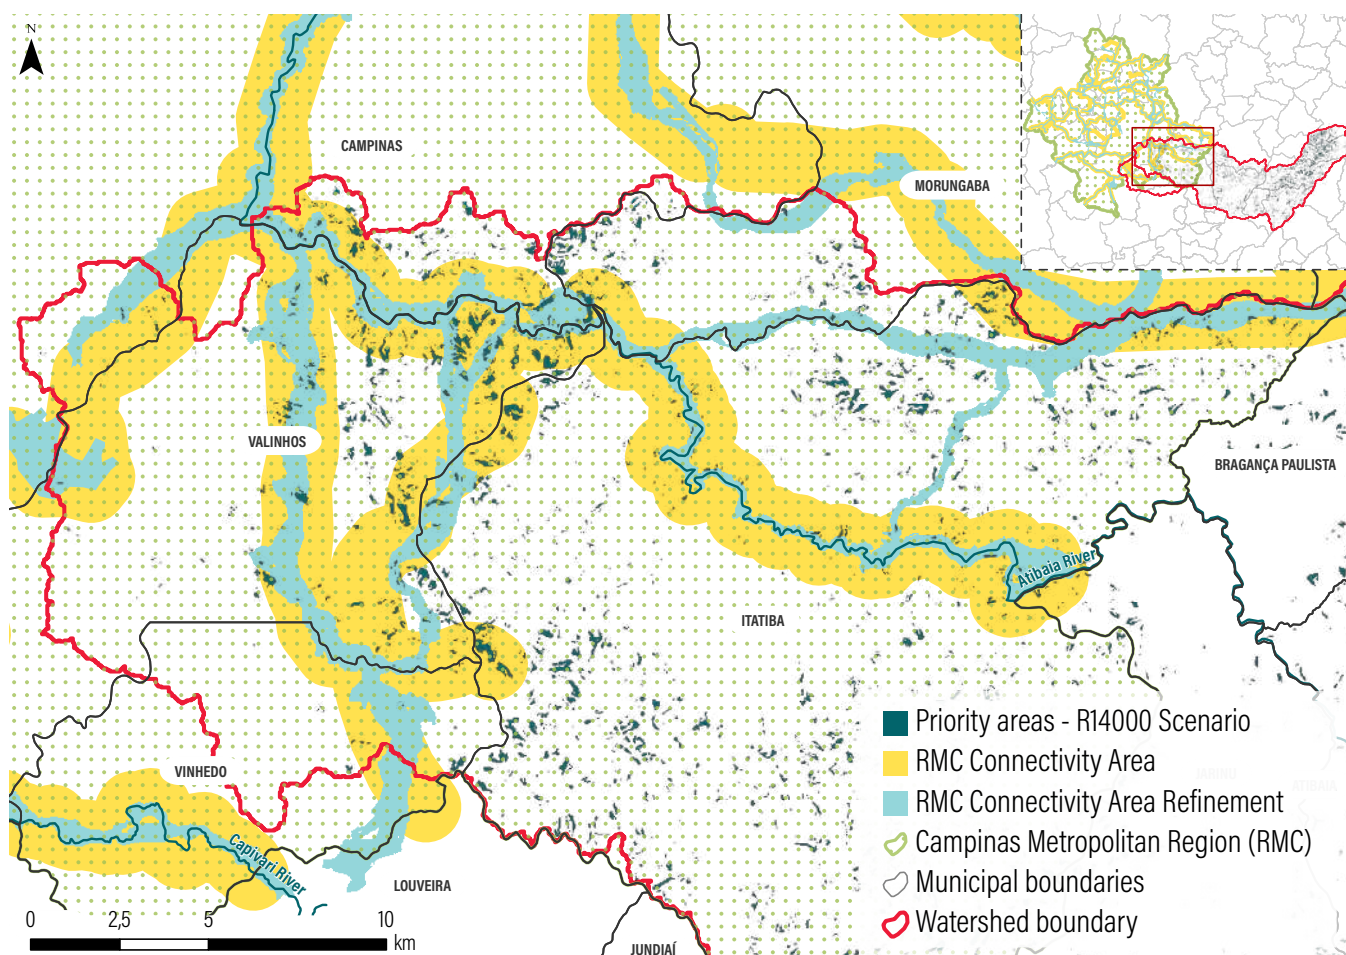 N
CAMPINAS
MORUNGABA
VALINHOS
BRAGANÇA PAULISTA
Atibaia River
ITATIBA
VINHEDO
Capivari River
LOUVEIRA
JUNDIAÍ
JARINU
ATIBAIA
Priority areas - R14000 Scenario
RMC Connectivity Area
RMC Connectivity Area Refinement
Campinas Metropolitan Region (RMC)
Municipal boundaries
Watershed boundary
0 2,5 5 10
km